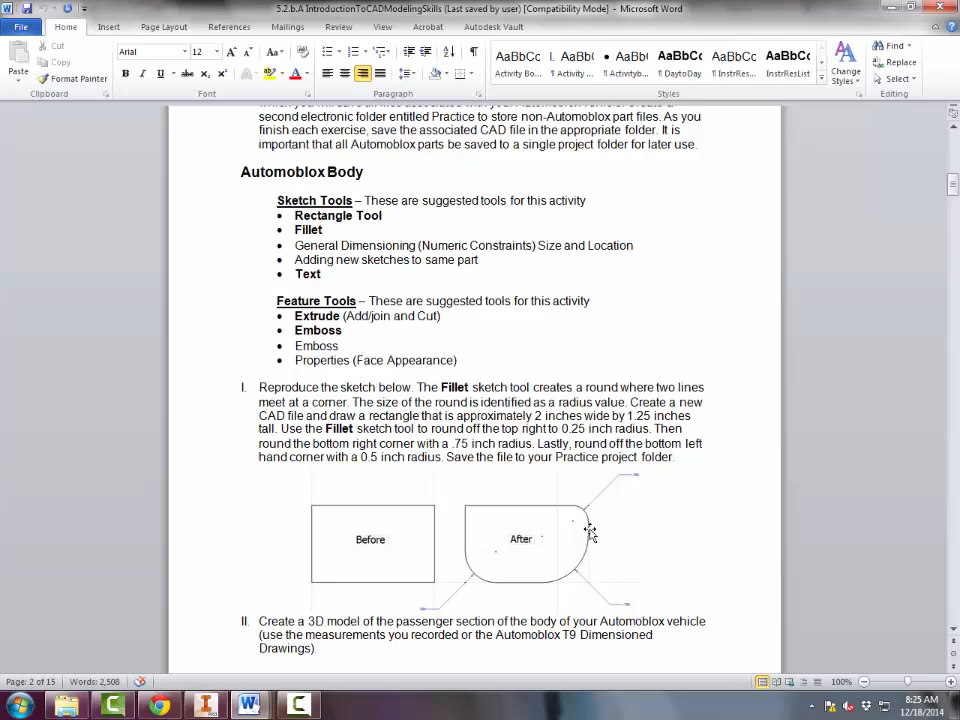 5.2.b.A IntroductionToCADModelingSkills (Last saved by user) [Compatibility Mode] - Microsoft Word
File Home Insert Page Layout References Mailings Review View Acrobat Autodesk Vault
Cut
Copy
Format Painter
Paste
Clipboard
Arial 12
Font
Paragraph
AaBbCc I. AaBb( • AaBb( AaBbCc AaBbCc AaBbCc
Activity Bo... ¶ Activity ... ¶ Activityb... ¶ DaytoDay ¶ InstrRes... InstrResList
Styles
Change
Styles
Find
Replace
Select
Editing
second electronic folder entitled Practice to store non-Automoblox part files. As you
finish each exercise, save the associated CAD file in the appropriate folder. It is
important that all Automoblox parts be saved to a single project folder for later use.
Automoblox Body
Sketch Tools – These are suggested tools for this activity
• Rectangle Tool
• Fillet
• General Dimensioning (Numeric Constraints) Size and Location
• Adding new sketches to same part
• Text
Feature Tools – These are suggested tools for this activity
• Extrude (Add/join and Cut)
• Emboss
• Emboss
• Properties (Face Appearance)
I. Reproduce the sketch below. The Fillet sketch tool creates a round where two lines
meet at a corner. The size of the round is identified as a radius value. Create a new
CAD file and draw a rectangle that is approximately 2 inches wide by 1.25 inches
tall. Use the Fillet sketch tool to round off the top right to 0.25 inch radius. Then
round the bottom right corner with a .75 inch radius. Lastly, round off the bottom left
hand corner with a 0.5 inch radius. Save the file to your Practice project folder.
Before
After
II. Create a 3D model of the passenger section of the body of your Automoblox vehicle
(use the measurements you recorded or the Automoblox T9 Dimensioned
Drawings).
Page: 2 of 15 Words: 2,508 100%
8:25 AM
12/18/2014